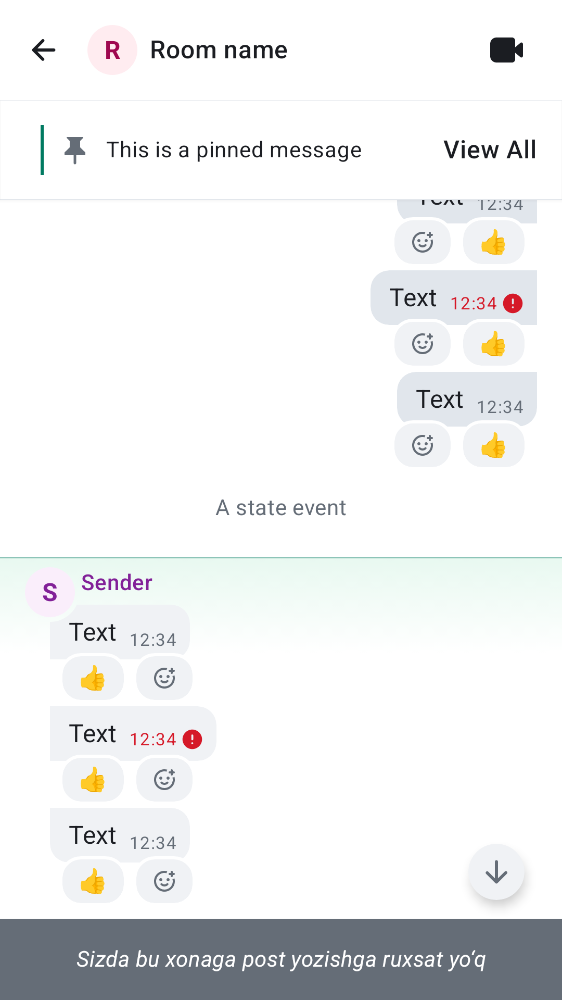 R Room name
This is a pinned message View All
Text 12:34
Text 12:34
Text 12:34
A state event
S Sender
Text 12:34
Text 12:34
Text 12:34
Sizda bu xonaga post yozishga ruxsat yo‘q